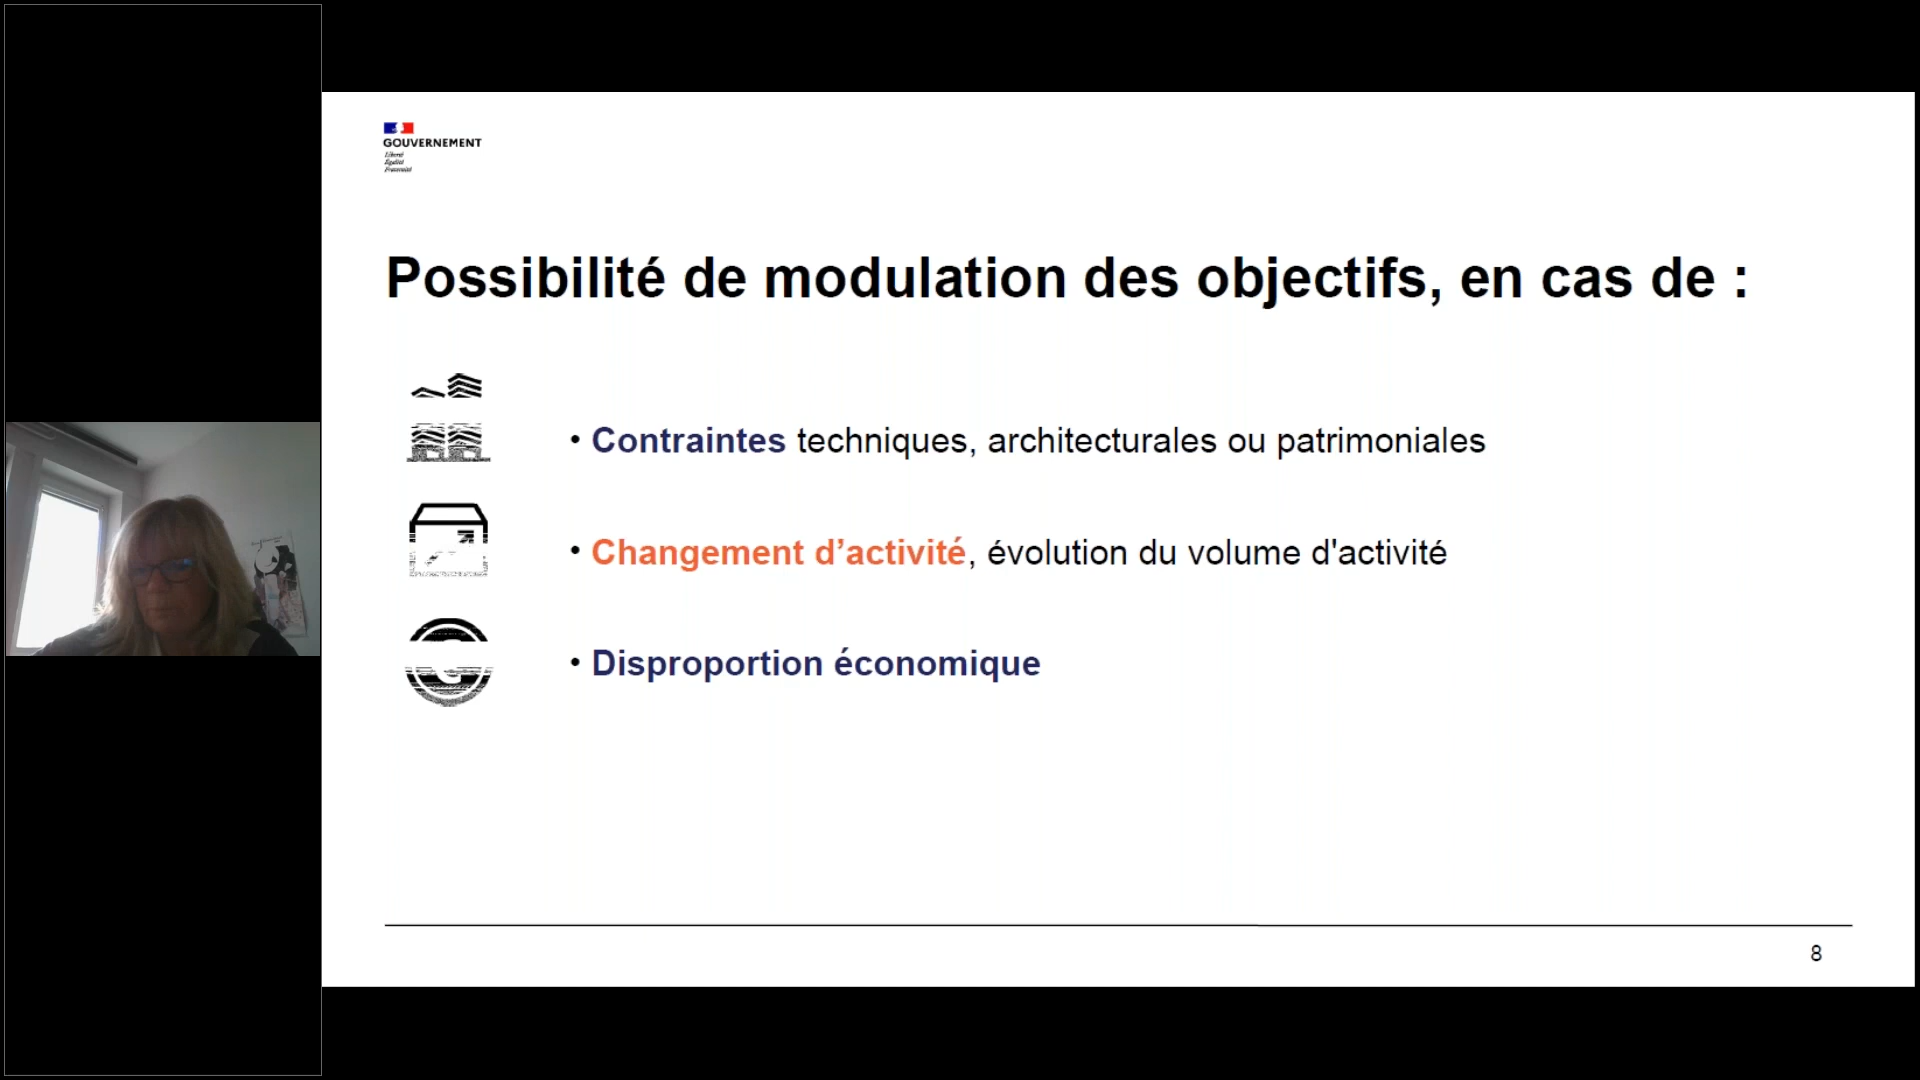 GOUVERNEMENT
Liberté
Égalité
Fraternité
Possibilité de modulation des objectifs, en cas de :
• Contraintes techniques, architecturales ou patrimoniales
• Changement d’activité, évolution du volume d'activité
• Disproportion économique
8